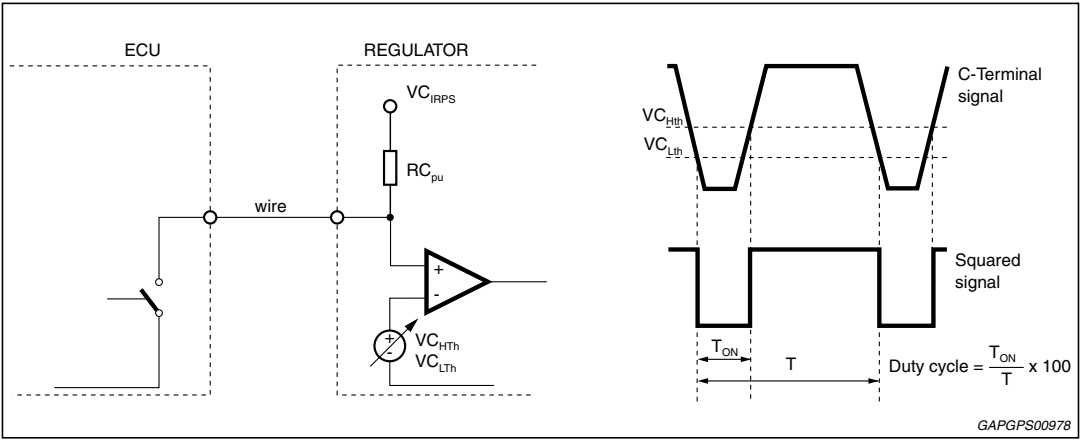 ECU
REGULATOR
VC_IRPS
RC_pu
wire
+
-
+
-
VC_HTh
VC_LTh
C-Terminal
signal
VC_Hth
VC_Lth
Squared
signal
T_ON
T
Duty cycle = T_ON / T x 100
GAPGPS00978